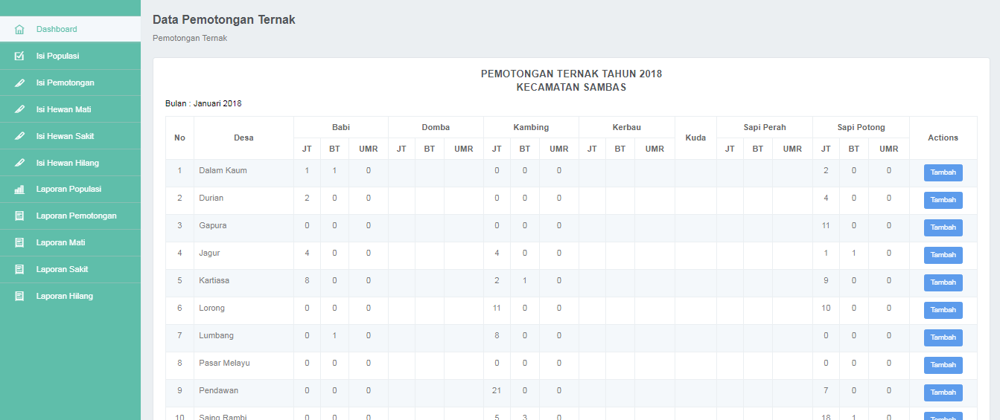 Dashboard
Isi Populasi
Isi Pemotongan
Isi Hewan Mati
Isi Hewan Sakit
Isi Hewan Hilang
Laporan Populasi
Laporan Pemotongan
Laporan Mati
Laporan Sakit
Laporan Hilang
Data Pemotongan Ternak
Pemotongan Ternak
PEMOTONGAN TERNAK TAHUN 2018
KECAMATAN SAMBAS
Bulan : Januari 2018
No Desa Babi Domba Kambing Kerbau Kuda Sapi Perah Sapi Potong Actions
JT BT UMR JT BT UMR JT BT UMR JT BT UMR JT BT UMR JT BT UMR
1 Dalam Kaum 1 1 0 0 0 0 2 0 0 Tambah
2 Durian 2 0 0 0 0 0 4 0 0 Tambah
3 Gapura 0 0 0 0 0 0 11 0 0 Tambah
4 Jagur 4 0 0 4 0 0 1 1 0 Tambah
5 Kartiasa 8 0 0 2 1 0 9 0 0 Tambah
6 Lorong 0 0 0 11 0 0 10 0 0 Tambah
7 Lumbang 0 1 0 8 0 0 0 0 0 Tambah
8 Pasar Melayu 0 0 0 0 0 0 0 0 0 Tambah
9 Pendawan 0 0 0 21 0 0 7 0 0 Tambah
10 Saing Rambi 0 0 0 5 3 0 18 1 0 Tambah